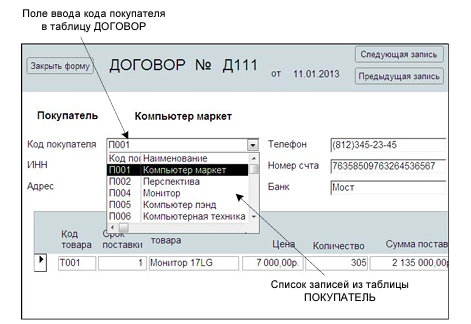 Поле ввода кода покупателя
в таблицу ДОГОВОР
Закрыть форму
ДОГОВОР № Д111
от 11.01.2013
Следующая запись
Предыдущая запись
Покупатель Компьютер маркет
Код покупателя П001
Телефон (812)345-23-45
ИНН
Номер счта 76358509763264536567
Адрес
Банк Мост
Код по Наименование
П001 Компьютер маркет
П002 Перспектива
П004 Монитор
П005 Компьютер лэнд
П006 Компьютерная техника
Код товара
Срок поставки
товара
Цена
Количество
Сумма постав
Т001 1 Монитор 17LG 7 000,00р. 305 2 135 000,00р
Список записей из таблицы
ПОКУПАТЕЛЬ